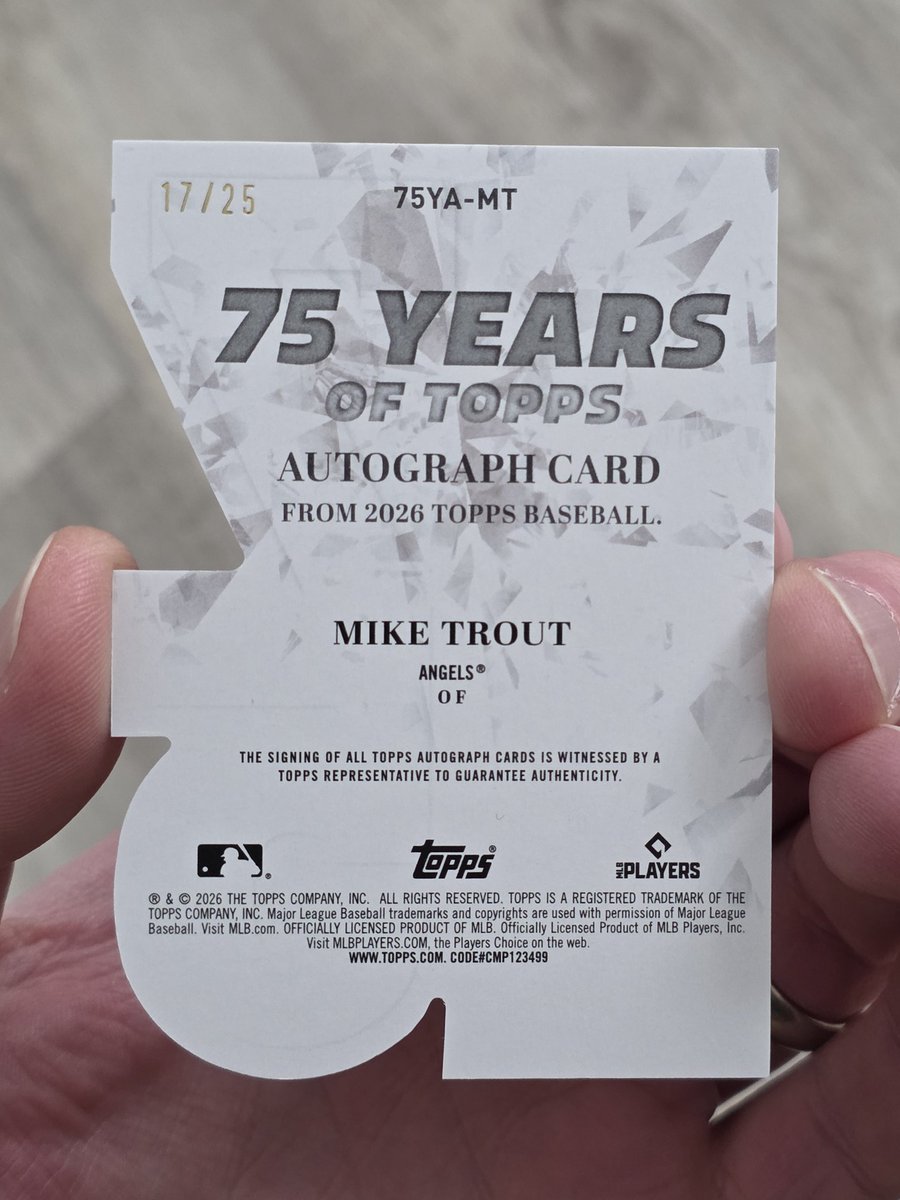 17/25
75YA-MT
75 YEARS
OF TOPPS
AUTOGRAPH CARD
FROM 2026 TOPPS BASEBALL.
MIKE TROUT
ANGELS®
OF
THE SIGNING OF ALL TOPPS AUTOGRAPH CARDS IS WITNESSED BY A
TOPPS REPRESENTATIVE TO GUARANTEE AUTHENTICITY.
® Topps® MLB PLAYERS
® & © 2026 THE TOPPS COMPANY, INC. ALL RIGHTS RESERVED. TOPPS IS A REGISTERED TRADEMARK OF THE
TOPPS COMPANY, INC. Major League Baseball trademarks and copyrights are used with permission of Major League
Baseball. Visit MLB.com. OFFICIALLY LICENSED PRODUCT OF MLB. Officially Licensed Product of MLB Players, Inc.
Visit MLBPLAYERS.COM, the Players Choice on the web.
WWW.TOPPS.COM. CODE#CMP123499